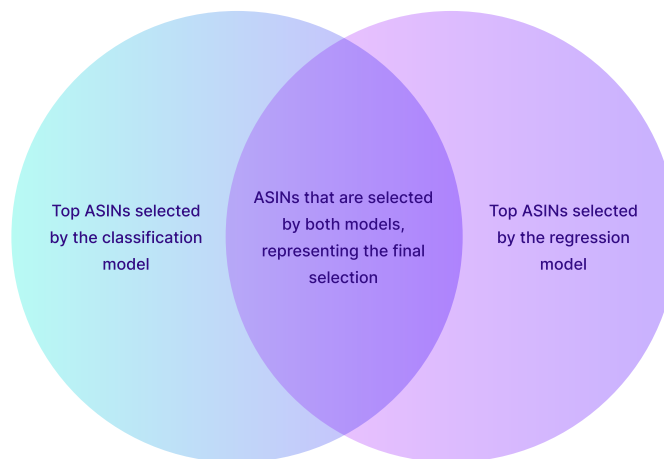 Top ASINs selected
by the classification
model
ASINs that are selected
by both models,
representing the final
selection
Top ASINs selected
by the regression
model